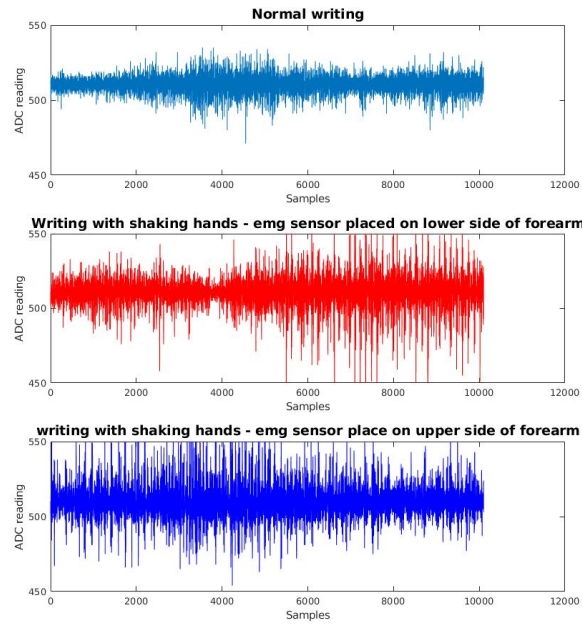 Normal writing
550
500
450
ADC reading
0 2000 4000 6000 8000 10000 12000
Samples
Writing with shaking hands - emg sensor placed on lower side of forearm
550
500
450
ADC reading
0 2000 4000 6000 8000 10000 12000
Samples
writing with shaking hands - emg sensor place on upper side of forearm
550
500
450
ADC reading
0 2000 4000 6000 8000 10000 12000
Samples